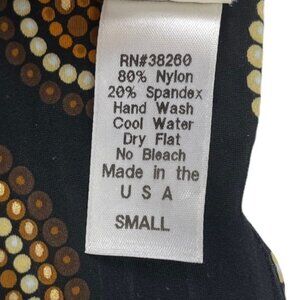 RN#38260
80% Nylon
20% Spandex
Hand Wash
Cool Water
Dry Flat
No Bleach
Made in the
U S A
SMALL